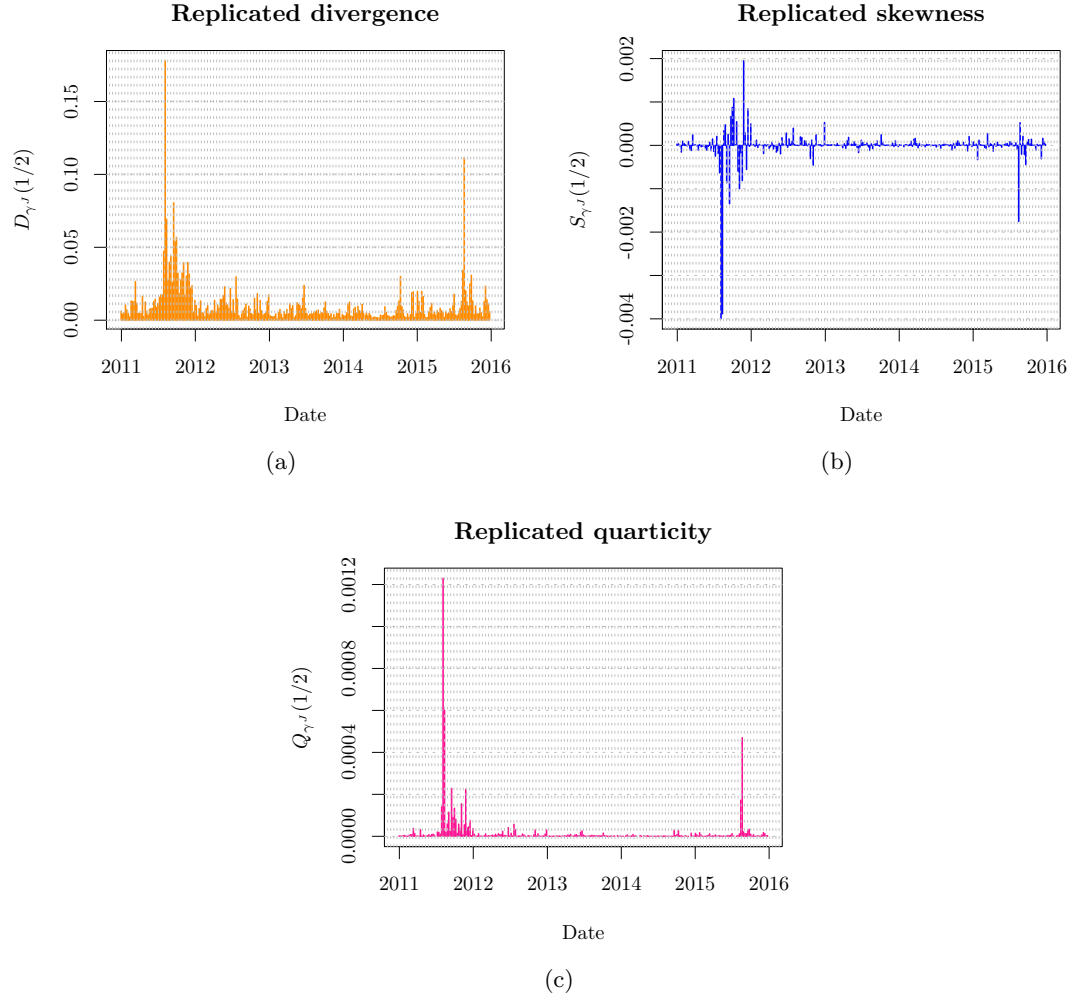 Replicated divergence
D_{γ^J}(1/2)
0.15
0.10
0.05
0.00
2011 2012 2013 2014 2015 2016
Date
(a)
Replicated skewness
S_{γ^J}(1/2)
0.002
0.000
-0.002
-0.004
2011 2012 2013 2014 2015 2016
Date
(b)
Replicated quarticity
Q_{γ^J}(1/2)
0.0012
0.0008
0.0004
0.0000
2011 2012 2013 2014 2015 2016
Date
(c)